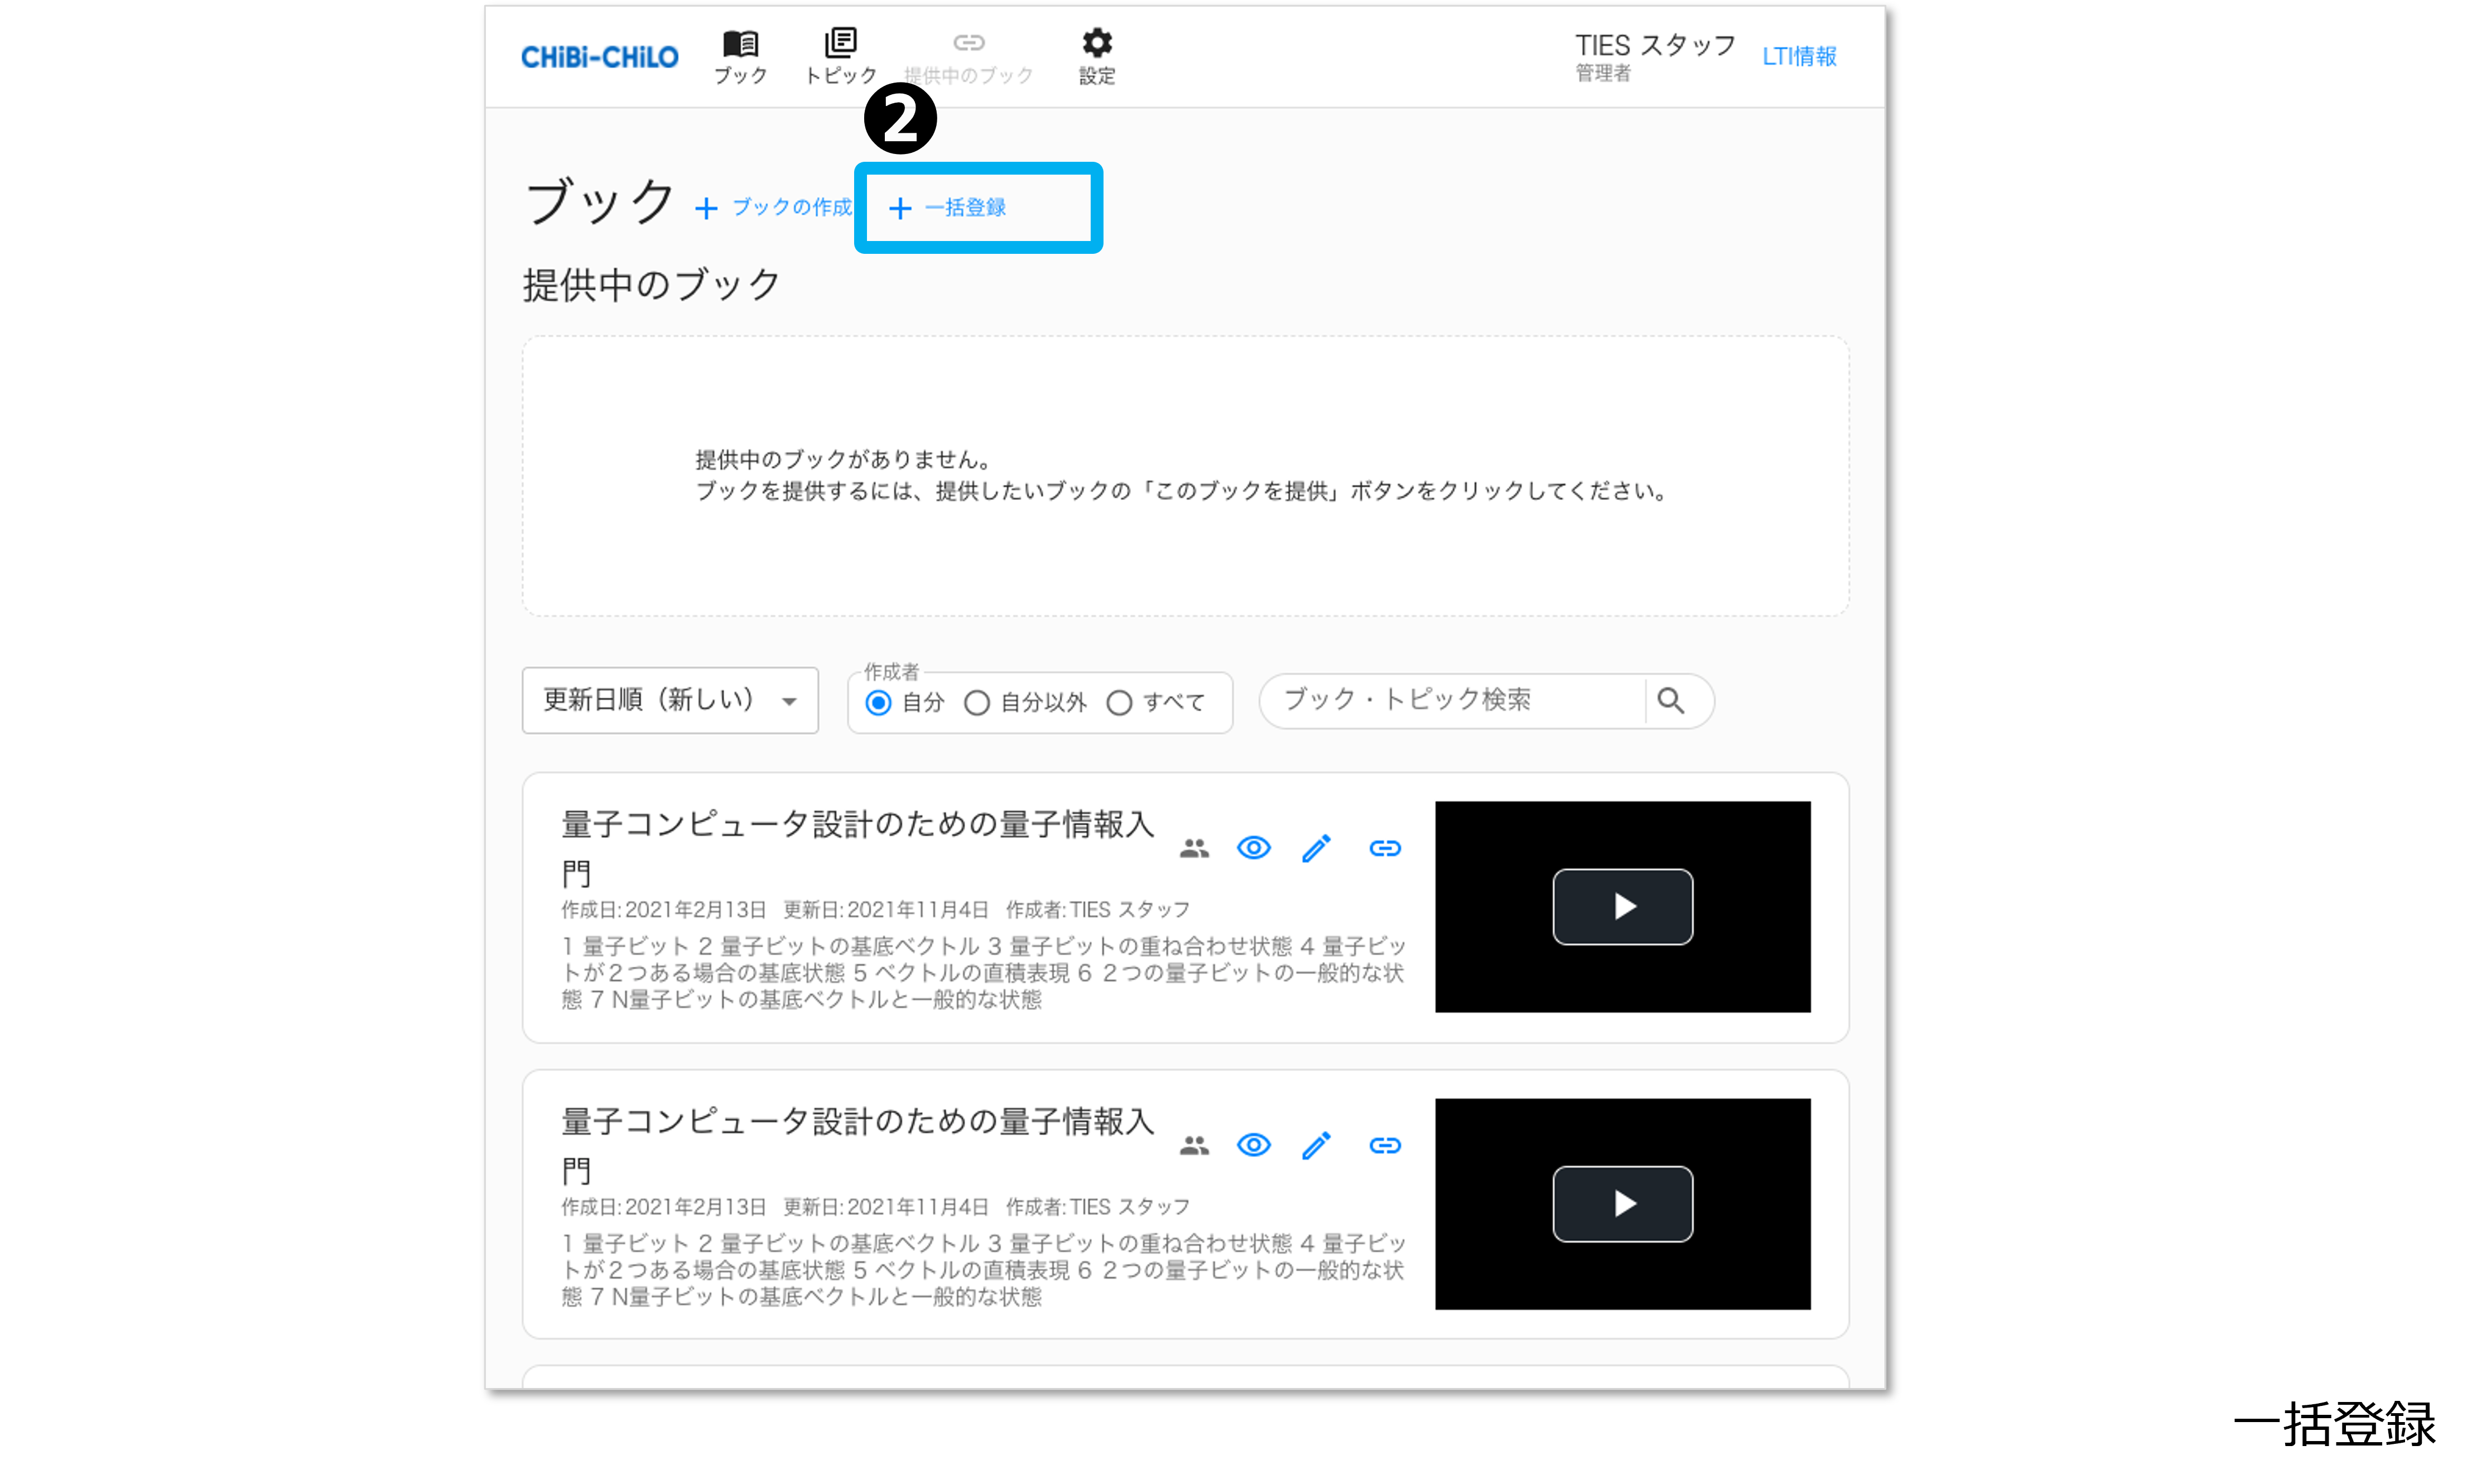 CHiBi-CHiLO
ブック
トピック
提供中のブック
設定
TIES スタッフ
管理者
LTI情報
2
ブック
+ ブックの作成
+ 一括登録
提供中のブック
提供中のブックがありません。
ブックを提供するには、提供したいブックの「このブックを提供」ボタンをクリックしてください。
更新日順（新しい）
作成者
自分
自分以外
すべて
ブック・トピック検索
量子コンピュータ設計のための量子情報入
門
作成日:2021年2月13日 更新日:2021年11月4日 作成者:TIES スタッフ
1 量子ビット 2 量子ビットの基底ベクトル 3 量子ビットの重ね合わせ状態 4 量子ビッ
トが２つある場合の基底状態 5 ベクトルの直積表現 6 ２つの量子ビットの一般的な状
態 7 N量子ビットの基底ベクトルと一般的な状態
量子コンピュータ設計のための量子情報入
門
作成日:2021年2月13日 更新日:2021年11月4日 作成者:TIES スタッフ
1 量子ビット 2 量子ビットの基底ベクトル 3 量子ビットの重ね合わせ状態 4 量子ビッ
トが２つある場合の基底状態 5 ベクトルの直積表現 6 ２つの量子ビットの一般的な状
態 7 N量子ビットの基底ベクトルと一般的な状態
一括登録